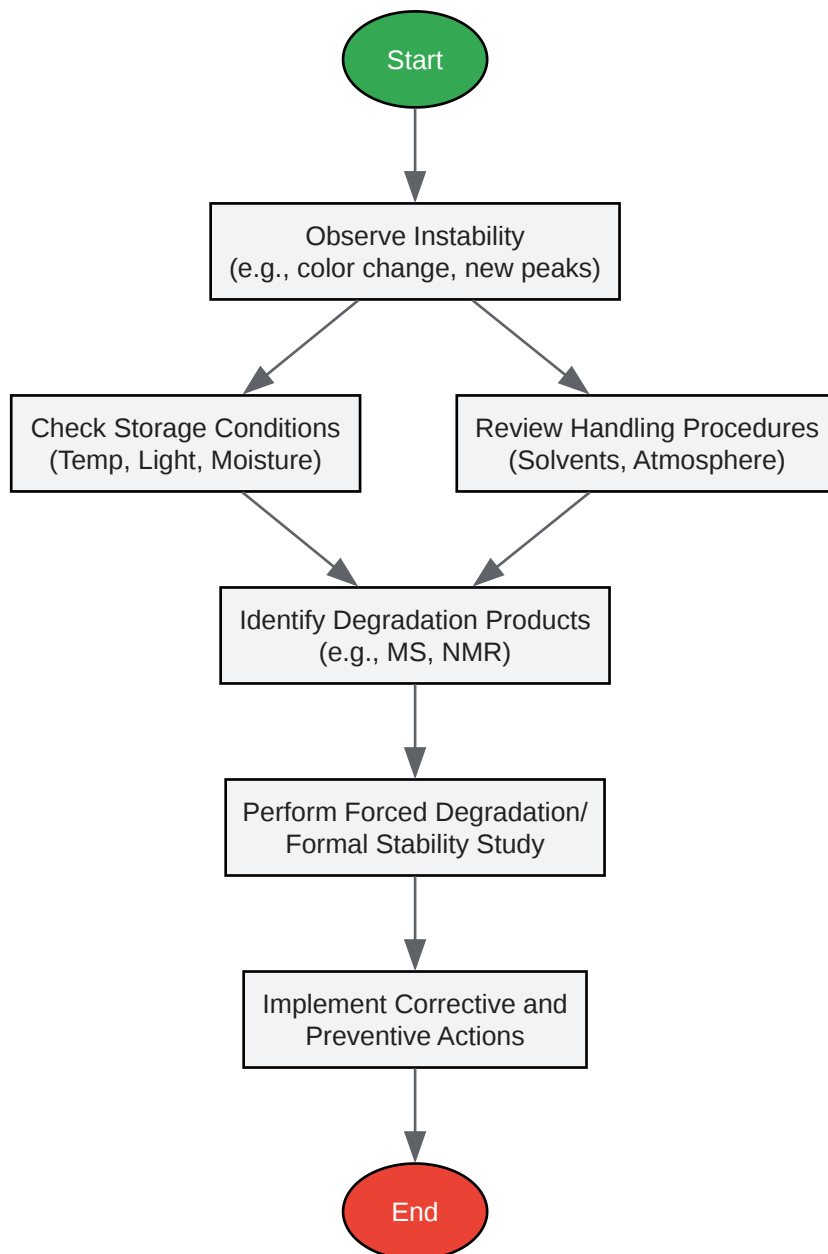 Start
Observe Instability
(e.g., color change, new peaks)
Check Storage Conditions
(Temp, Light, Moisture)
Review Handling Procedures
(Solvents, Atmosphere)
Identify Degradation Products
(e.g., MS, NMR)
Perform Forced Degradation/
Formal Stability Study
Implement Corrective and
Preventive Actions
End